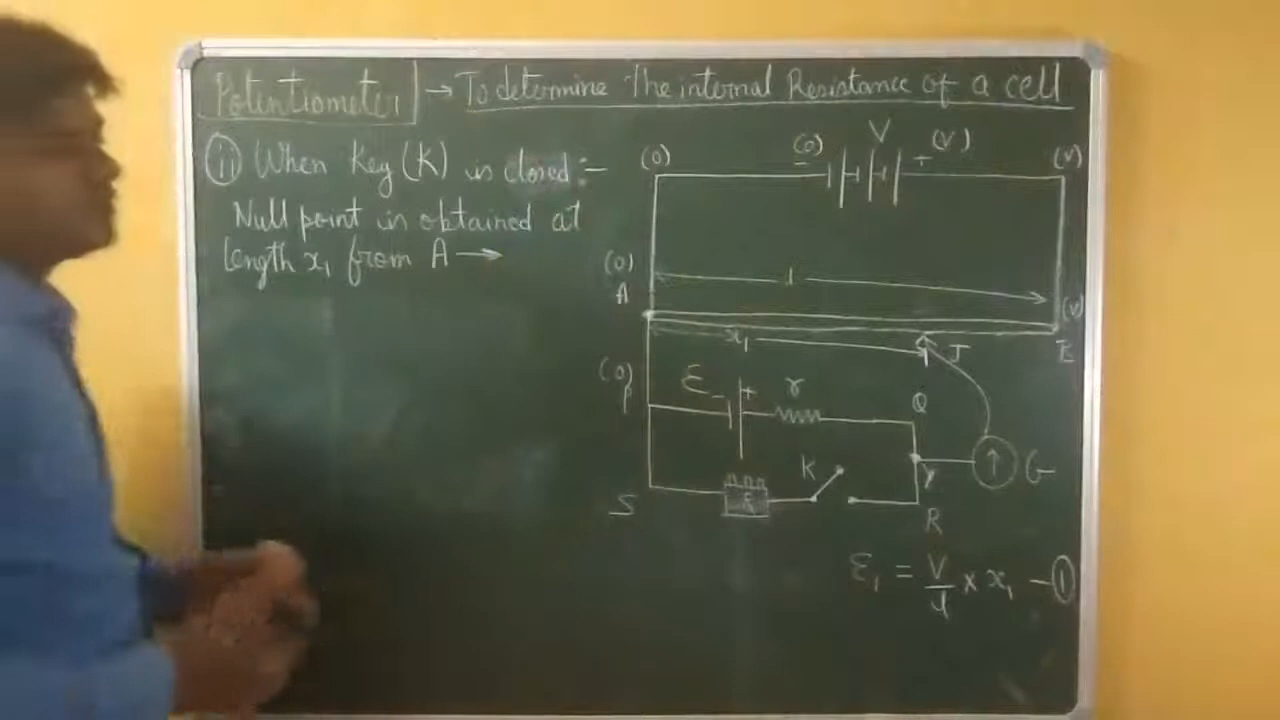 Potentiometer → To determine The internal Resistance of a cell
(ii) When Key (K) is closed :-
Null point is obtained at
length x₁ from A →
(0)
(0)
V
(V)
(V)
-
+
(0)
A
l
(V)
x₁
J
B
(0)
P
ε
-
+
r
Q
K
G
Y
S
R
R
ε₁ = V/l × x₁ –①